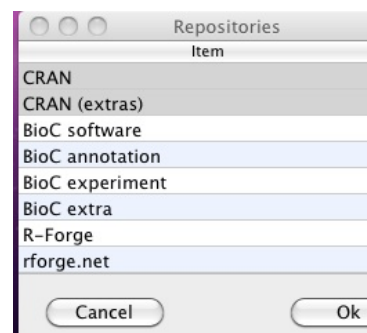 Repositories
Item
CRAN
CRAN (extras)
BioC software
BioC annotation
BioC experiment
BioC extra
R-Forge
rforge.net
Cancel Ok